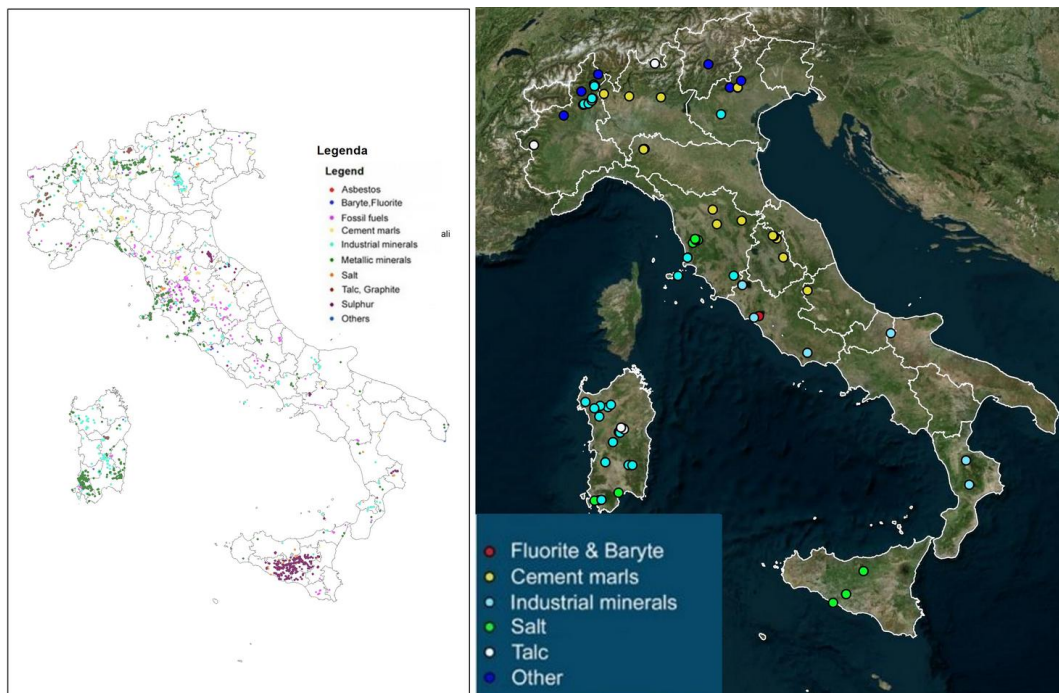 Legenda
Legend
Asbestos
Baryte,Fluorite
Fossil fuels
Cement marls
ali
Industrial minerals
Metallic minerals
Salt
Talc, Graphite
Sulphur
Others
Fluorite & Baryte
Cement marls
Industrial minerals
Salt
Talc
Other